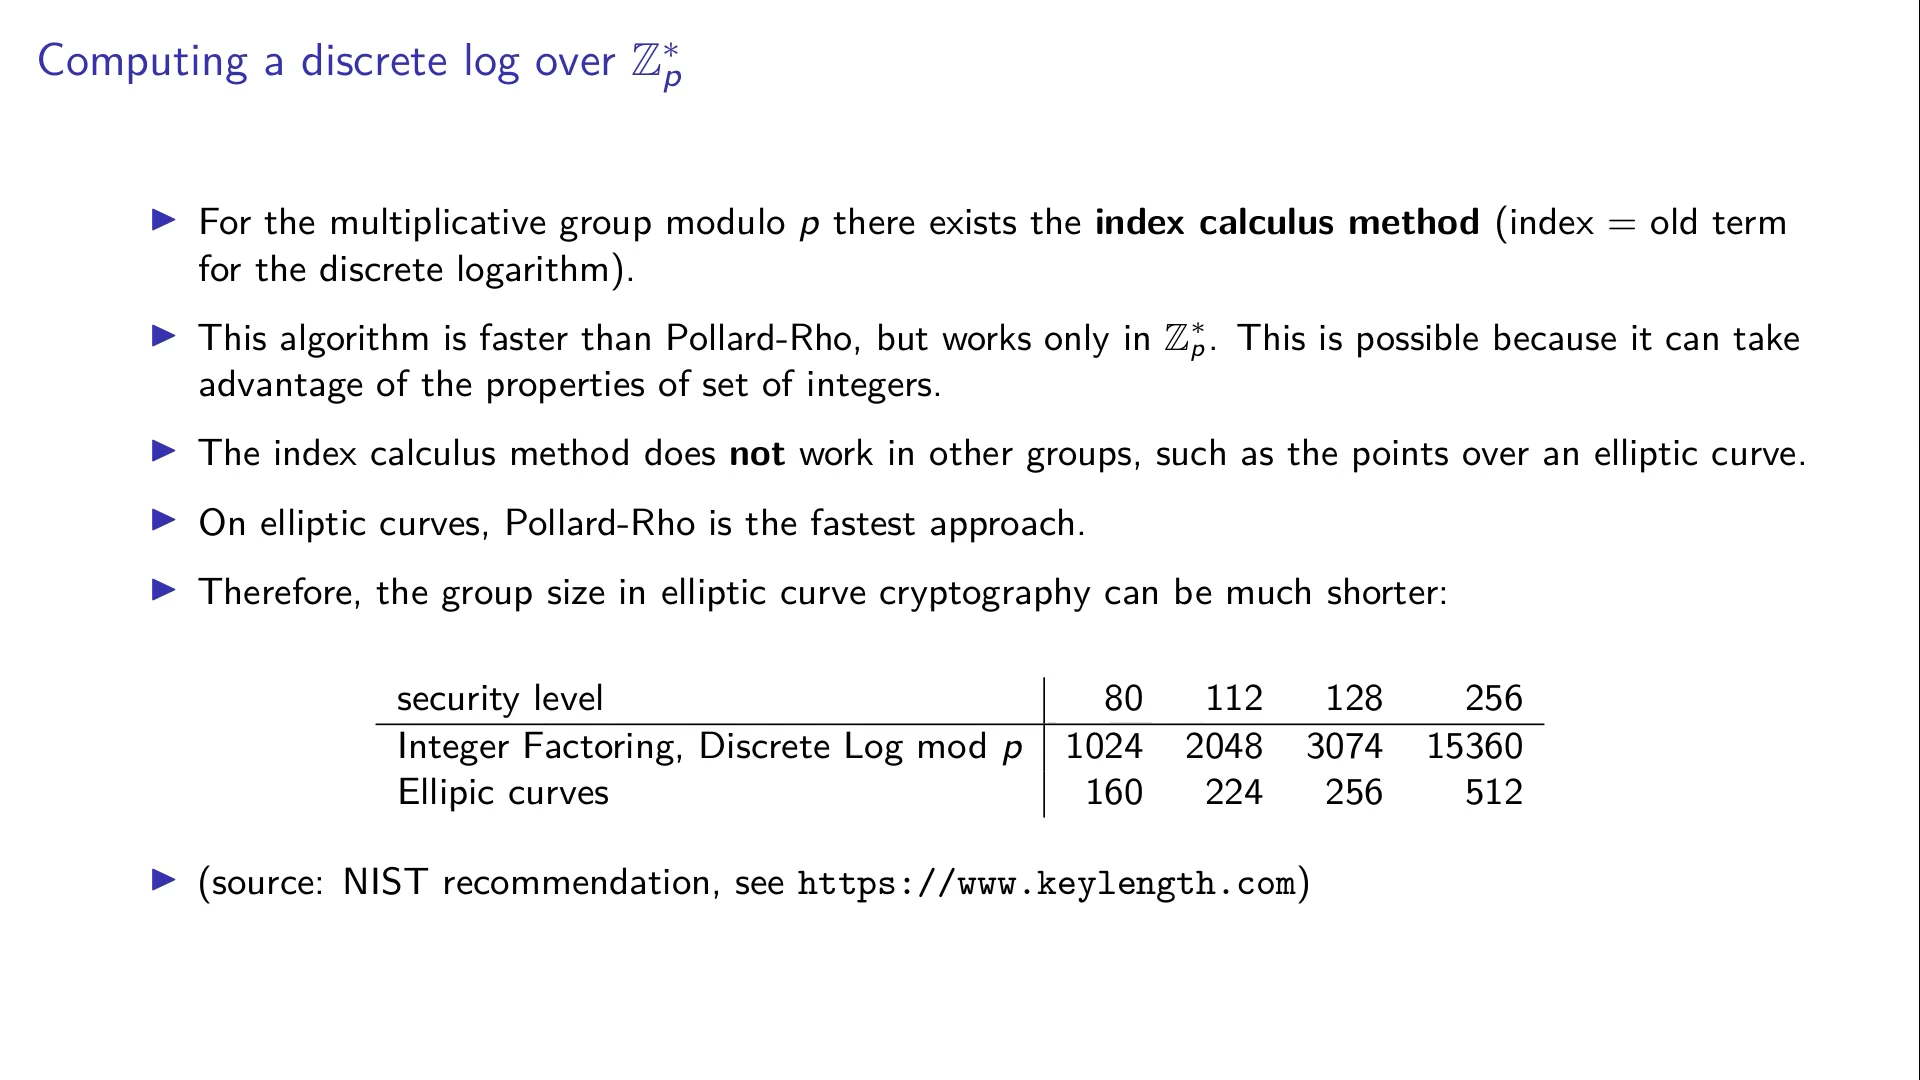 Computing a discrete log over ℤ*ₚ
▶ For the multiplicative group modulo p there exists the index calculus method (index = old term
for the discrete logarithm).
▶ This algorithm is faster than Pollard-Rho, but works only in ℤ*ₚ. This is possible because it can take
advantage of the properties of set of integers.
▶ The index calculus method does not work in other groups, such as the points over an elliptic curve.
▶ On elliptic curves, Pollard-Rho is the fastest approach.
▶ Therefore, the group size in elliptic curve cryptography can be much shorter:
security level 80 112 128 256
Integer Factoring, Discrete Log mod p 1024 2048 3074 15360
Ellipic curves 160 224 256 512
▶ (source: NIST recommendation, see https://www.keylength.com)